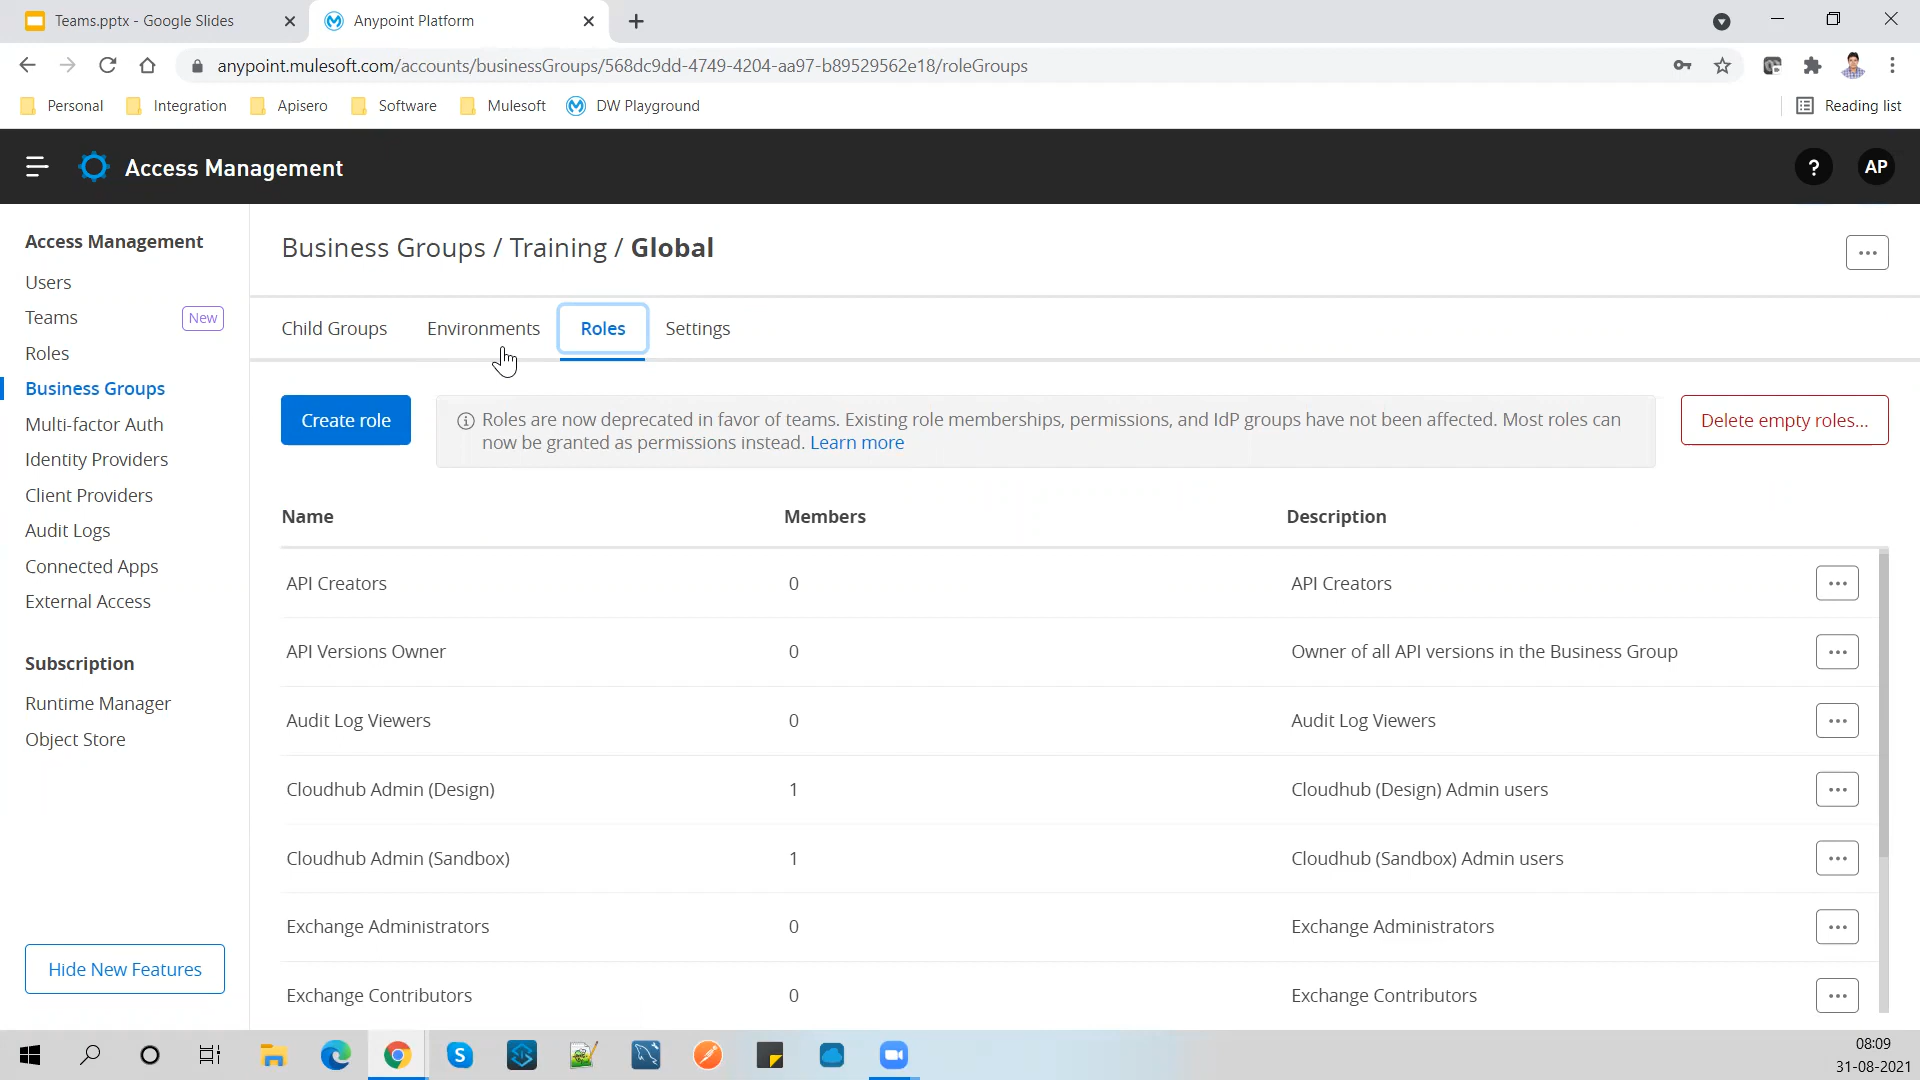 Teams.pptx - Google Slides
Anypoint Platform
anypoint.mulesoft.com/accounts/businessGroups/568dc9dd-4749-4204-aa97-b89529562e18/roleGroups
Personal
Integration
Apisero
Software
Mulesoft
DW Playground
Reading list
Access Management
?
AP
Access Management
Users
Teams
New
Roles
Business Groups
Multi-factor Auth
Identity Providers
Client Providers
Audit Logs
Connected Apps
External Access
Subscription
Runtime Manager
Object Store
Hide New Features
Business Groups / Training / Global
Child Groups
Environments
Roles
Settings
Create role
Roles are now deprecated in favor of teams. Existing role memberships, permissions, and IdP groups have not been affected. Most roles can
now be granted as permissions instead. Learn more
Delete empty roles...
Name Members Description
API Creators 0 API Creators
API Versions Owner 0 Owner of all API versions in the Business Group
Audit Log Viewers 0 Audit Log Viewers
Cloudhub Admin (Design) 1 Cloudhub (Design) Admin users
Cloudhub Admin (Sandbox) 1 Cloudhub (Sandbox) Admin users
Exchange Administrators 0 Exchange Administrators
Exchange Contributors 0 Exchange Contributors
08:09
31-08-2021